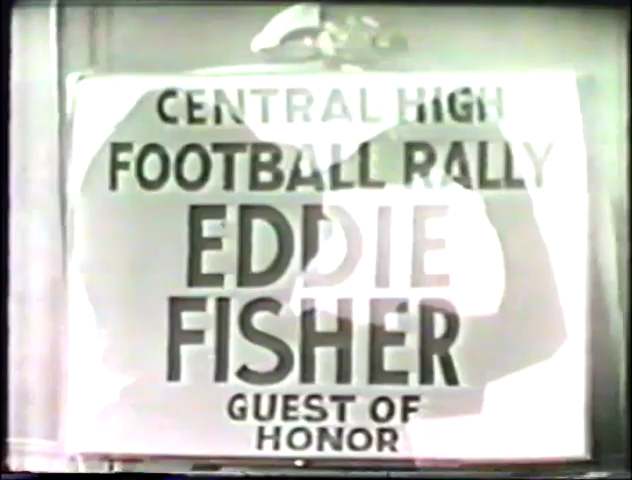 CENTRAL HIGH
FOOTBALL RALLY
EDDIE
FISHER
GUEST OF
HONOR